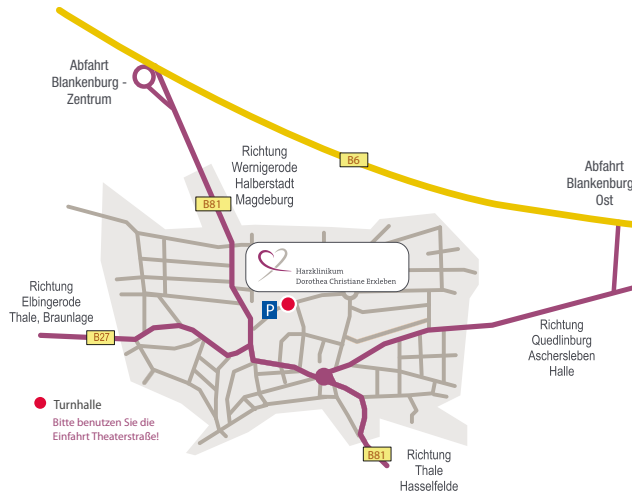 Abfahrt
Blankenburg -
Zentrum
B6
Richtung
Wernigerode
Halberstadt
Magdeburg
B81
Abfahrt
Blankenburg
Ost
Harzklinikum
Dorothea Christiane Erxleben
Richtung
Elbingerode
Thale, Braunlage
P
B27
Richtung
Quedlinburg
Aschersleben
Halle
Turnhalle
Bitte benutzen Sie die
Einfahrt Theaterstraße!
B81
Richtung
Thale
Hasselfelde